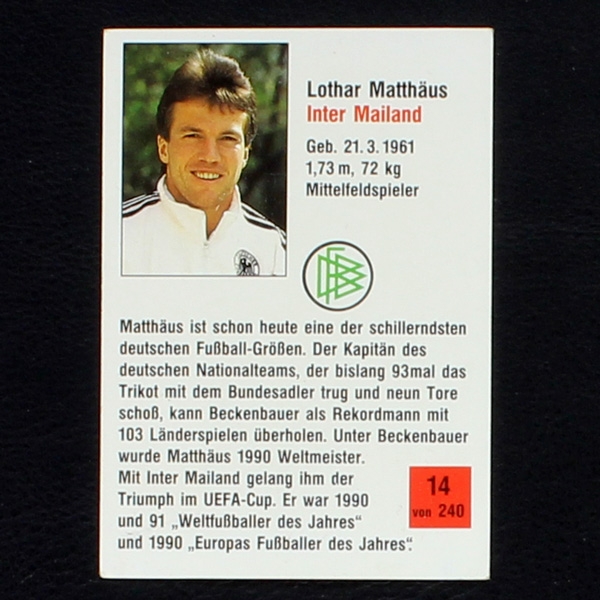 Lothar Matthäus
Inter Mailand
Geb. 21. 3. 1961
1,73 m, 72 kg
Mittelfeldspieler
DFB
Matthäus ist schon heute eine der schillerndsten
deutschen Fußball-Größen. Der Kapitän des
deutschen Nationalteams, der bislang 93mal das
Trikot mit dem Bundesadler trug und neun Tore
schoß, kann Beckenbauer als Rekordmann mit
103 Länderspielen überholen. Unter Beckenbauer
wurde Matthäus 1990 Weltmeister.
Mit Inter Mailand gelang ihm der
Triumph im UEFA-Cup. Er war 1990
und 91 „Weltfußballer des Jahres“
und 1990 „Europas Fußballer des Jahres“.
14
von 240